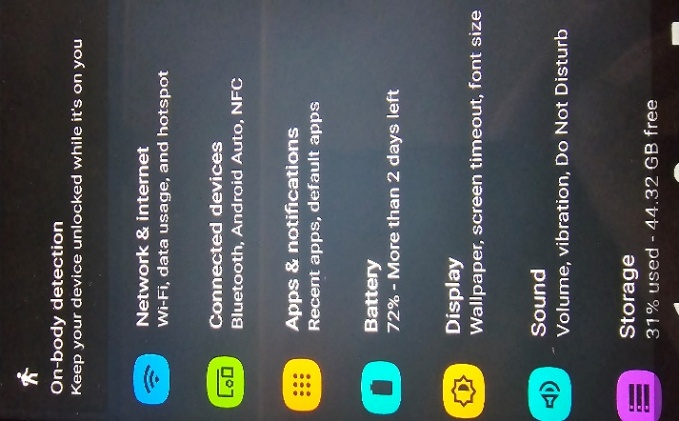 On-body detection
Keep your device unlocked while it's on you
Network & internet
Wi-Fi, data usage, and hotspot
Connected devices
Bluetooth, Android Auto, NFC
Apps & notifications
Recent apps, default apps
Battery
72% - More than 2 days left
Display
Wallpaper, screen timeout, font size
Sound
Volume, vibration, Do Not Disturb
Storage
31% used - 44.32 GB free